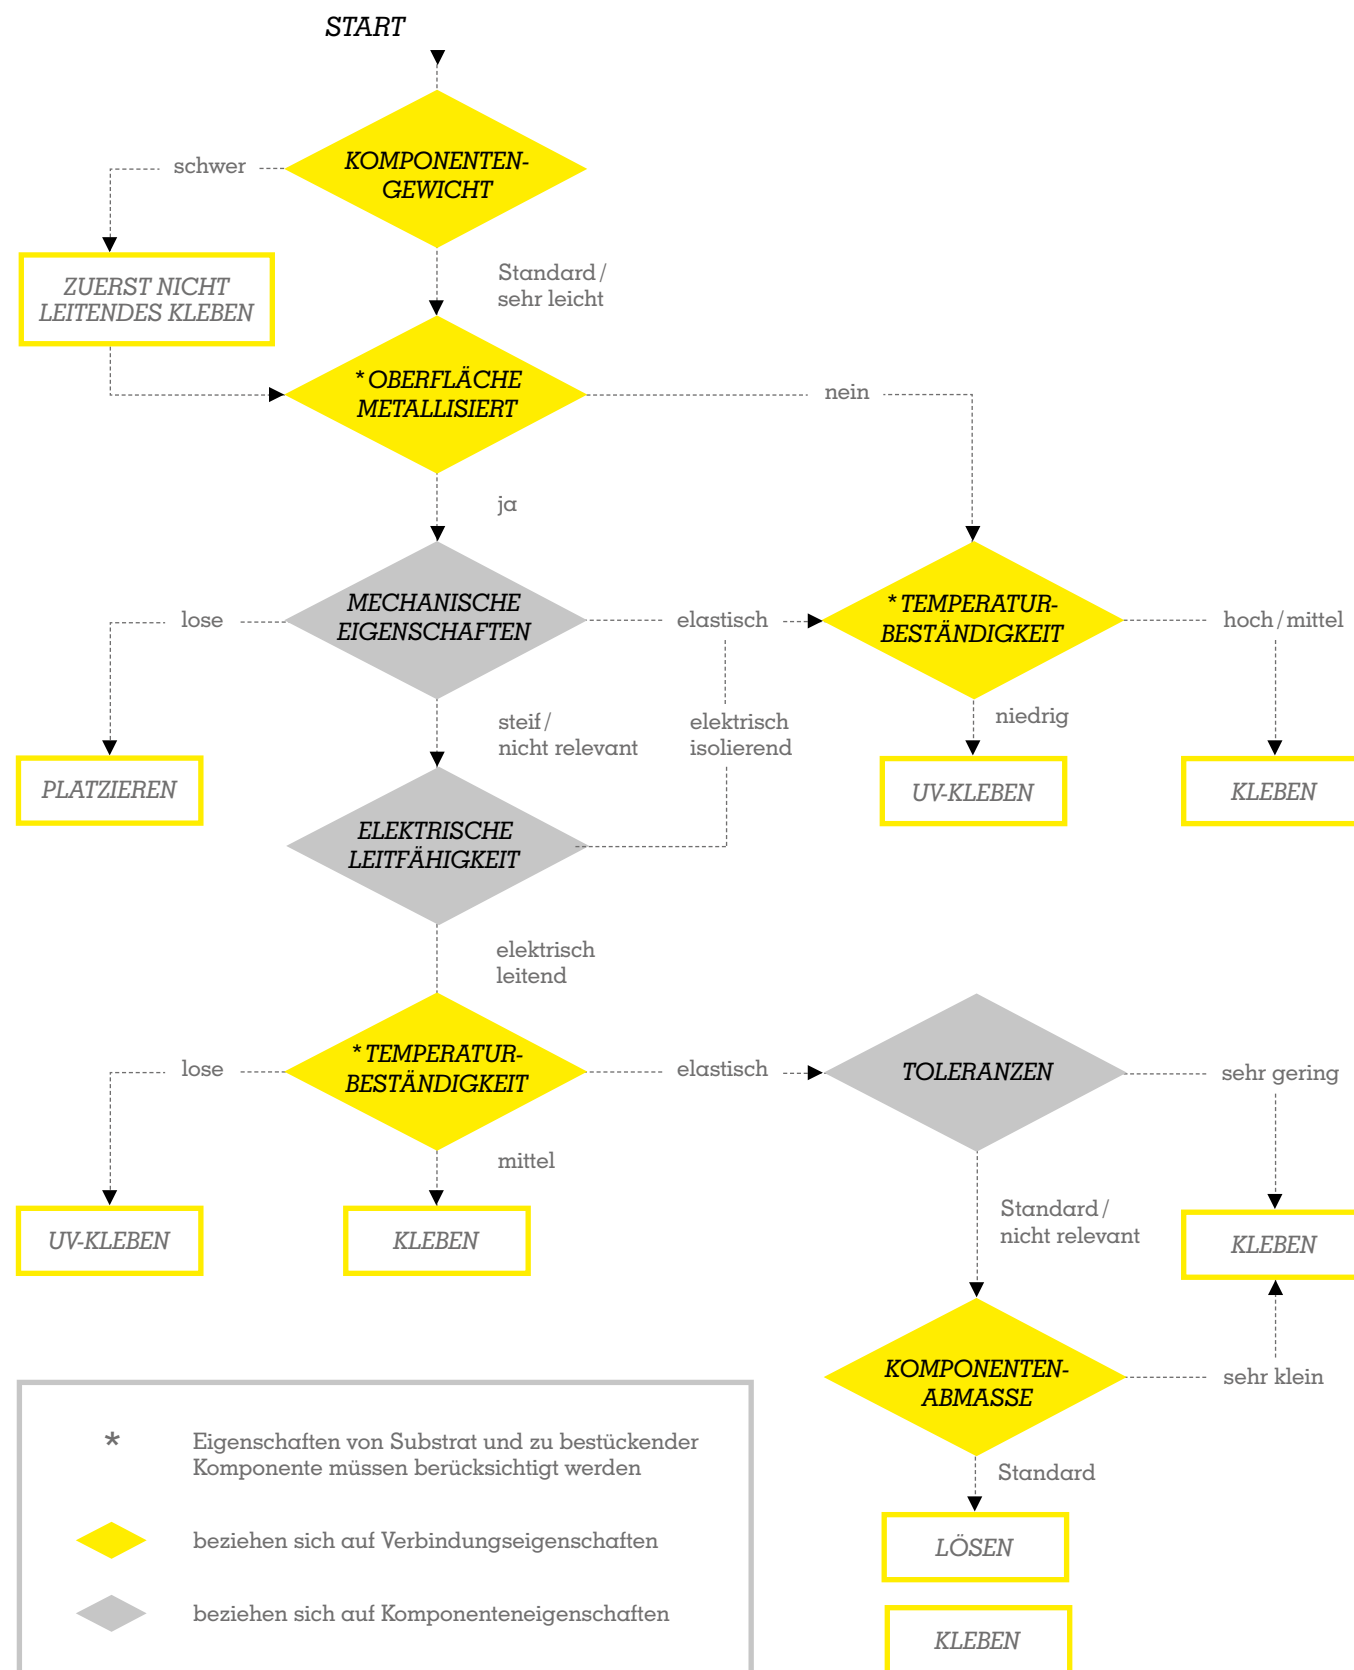 START
KOMPONENTEN-
GEWICHT
schwer
ZUERST NICHT
LEITENDES KLEBEN
Standard/
sehr leicht
*OBERFLÄCHE
METALLISIERT
nein
ja
MECHANISCHE
EIGENSCHAFTEN
lose
elastisch
*TEMPERATUR-
BESTÄNDIGKEIT
hoch/mittel
niedrig
steif/
nicht relevant
elektrisch
isolierend
PLATZIEREN
UV-KLEBEN
KLEBEN
ELEKTRISCHE
LEITFÄHIGKEIT
elektrisch
leitend
*TEMPERATUR-
BESTÄNDIGKEIT
lose
elastisch
TOLERANZEN
sehr gering
mittel
UV-KLEBEN
KLEBEN
Standard/
nicht relevant
KLEBEN
KOMPONENTEN-
ABMASSE
sehr klein
Standard
LÖSEN
KLEBEN
* Eigenschaften von Substrat und zu bestückender
Komponente müssen berücksichtigt werden
beziehen sich auf Verbindungseigenschaften
beziehen sich auf Komponenteneigenschaften